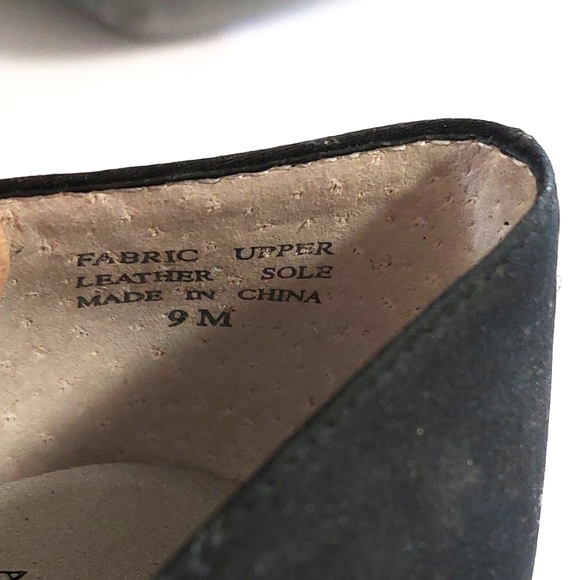 FABRIC UPPER
LEATHER SOLE
MADE IN CHINA
9 M